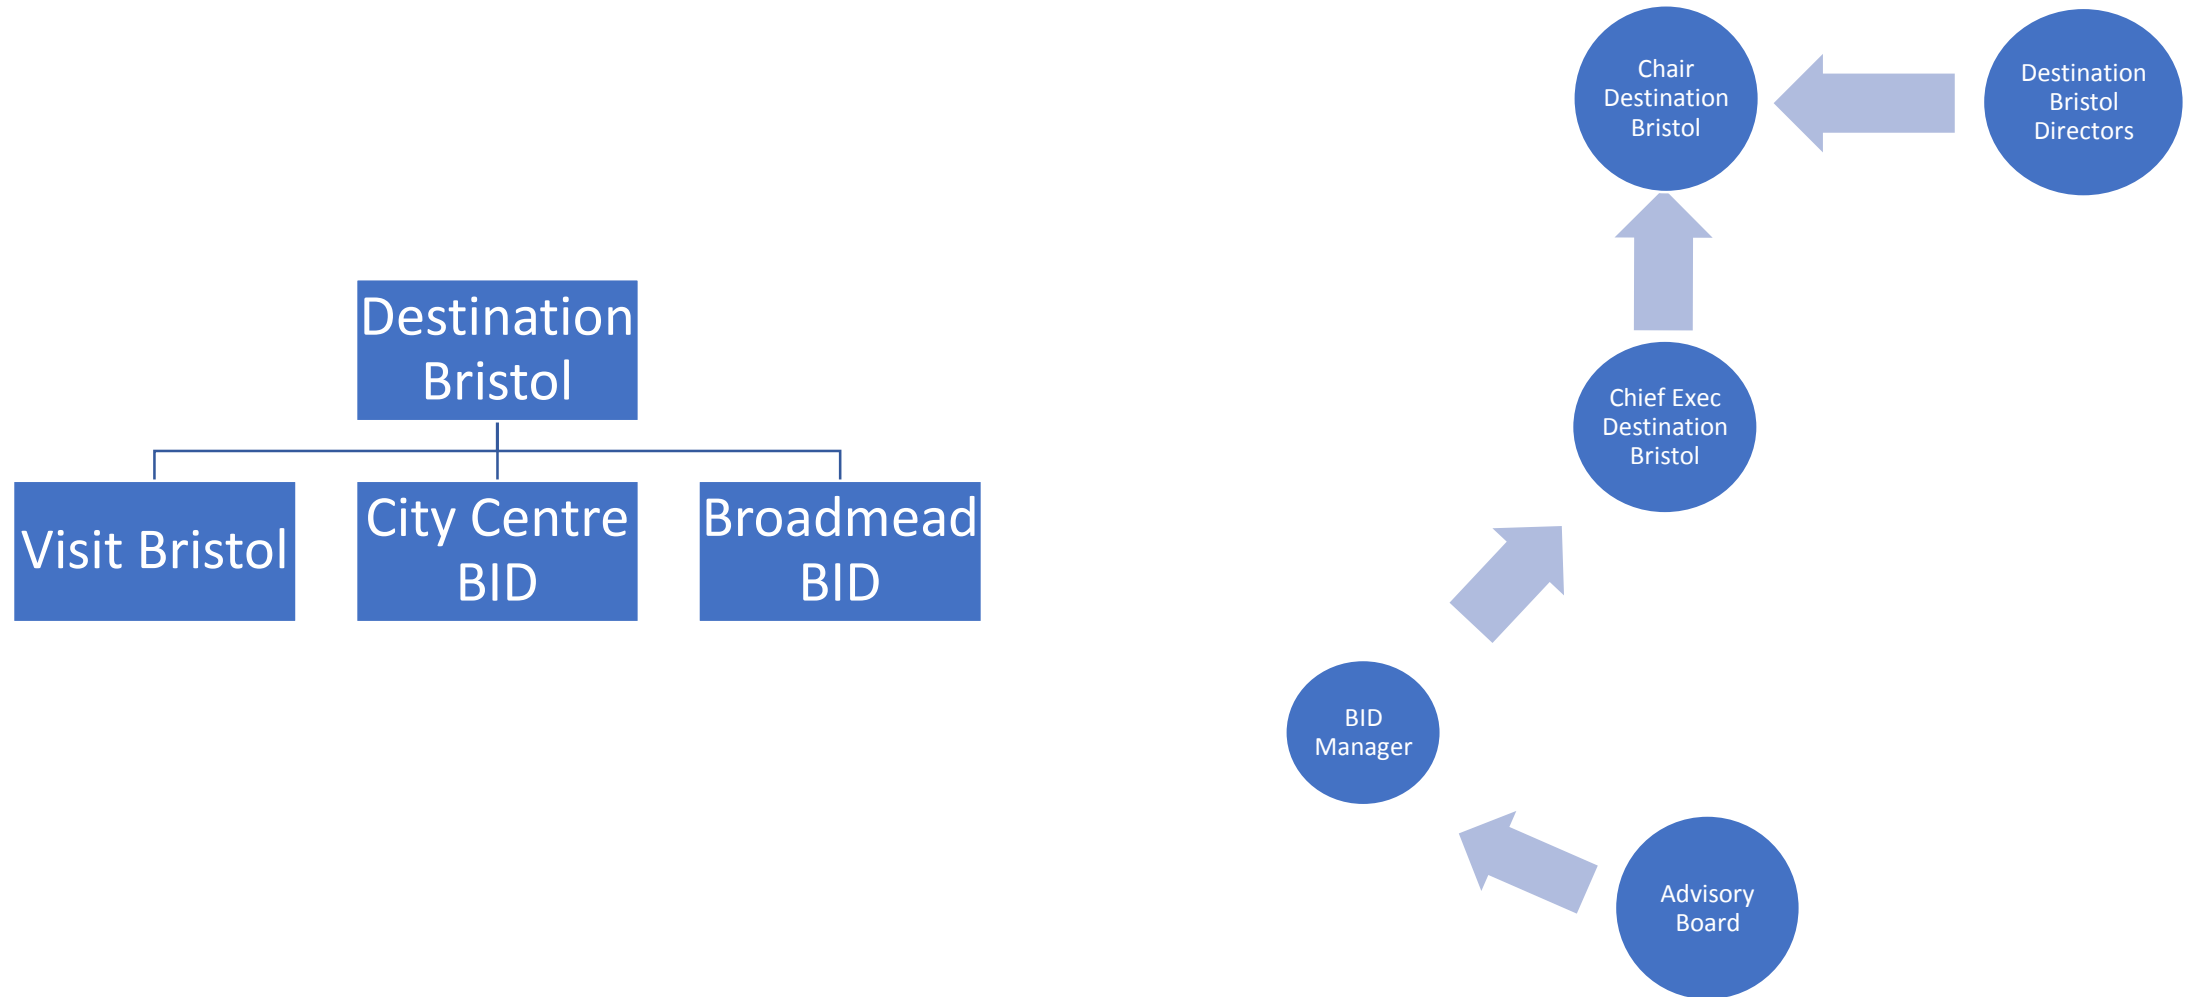 Destination
Bristol
Visit Bristol
City Centre
BID
Broadmead
BID
Chair
Destination
Bristol
Destination
Bristol
Directors
Chief Exec
Destination
Bristol
BID
Manager
Advisory
Board